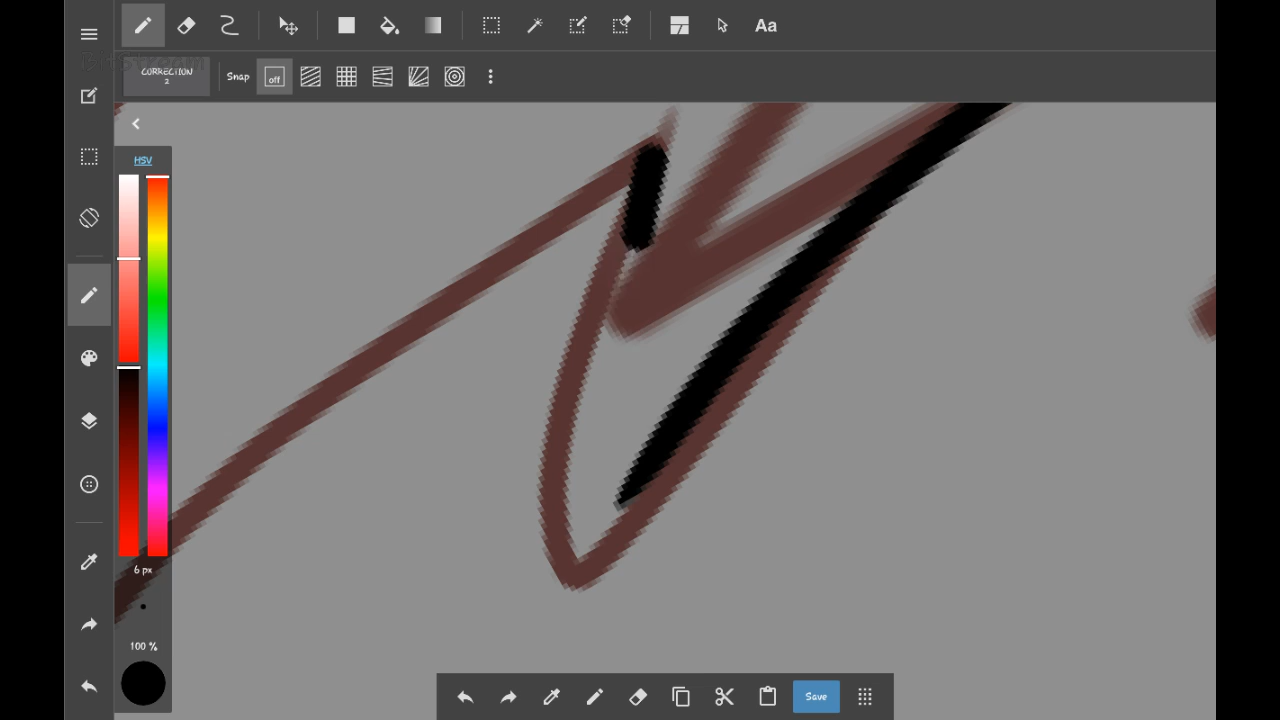 Aa
CORRECTION
2
Snap
off
HSV
6 px
100 %
Save